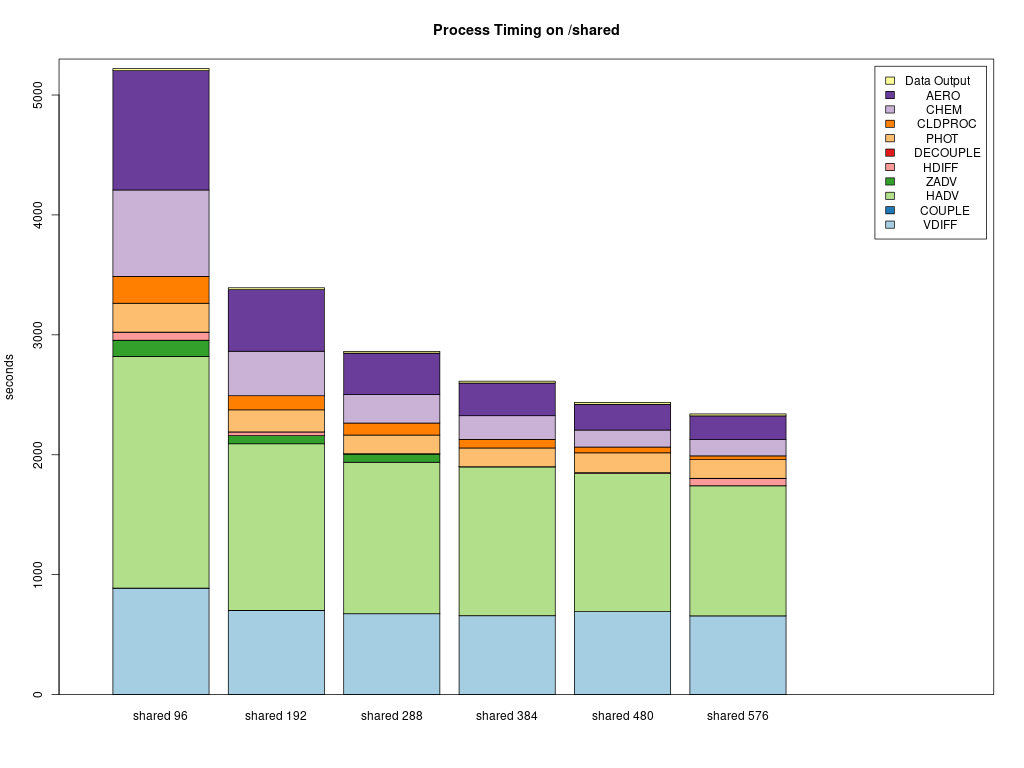 Process Timing on /shared
seconds
5000
4000
3000
2000
1000
0
Data Output
AERO
CHEM
CLDPROC
PHOT
DECOUPLE
HDIFF
ZADV
HADV
COUPLE
VDIFF
shared 96 shared 192 shared 288 shared 384 shared 480 shared 576